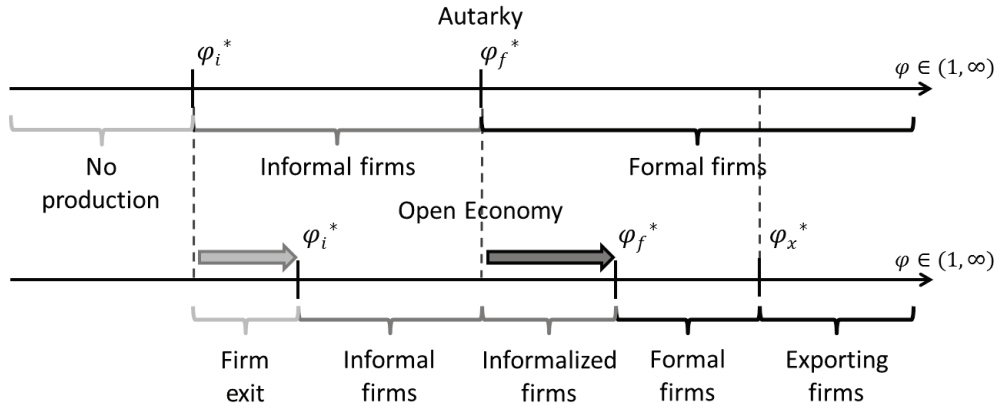 Autarky
φi* φf* φ ∈ (1, ∞)
No production Informal firms Formal firms
Open Economy
φi* φf* φx* φ ∈ (1, ∞)
Firm exit Informal firms Informalized firms Formal firms Exporting firms